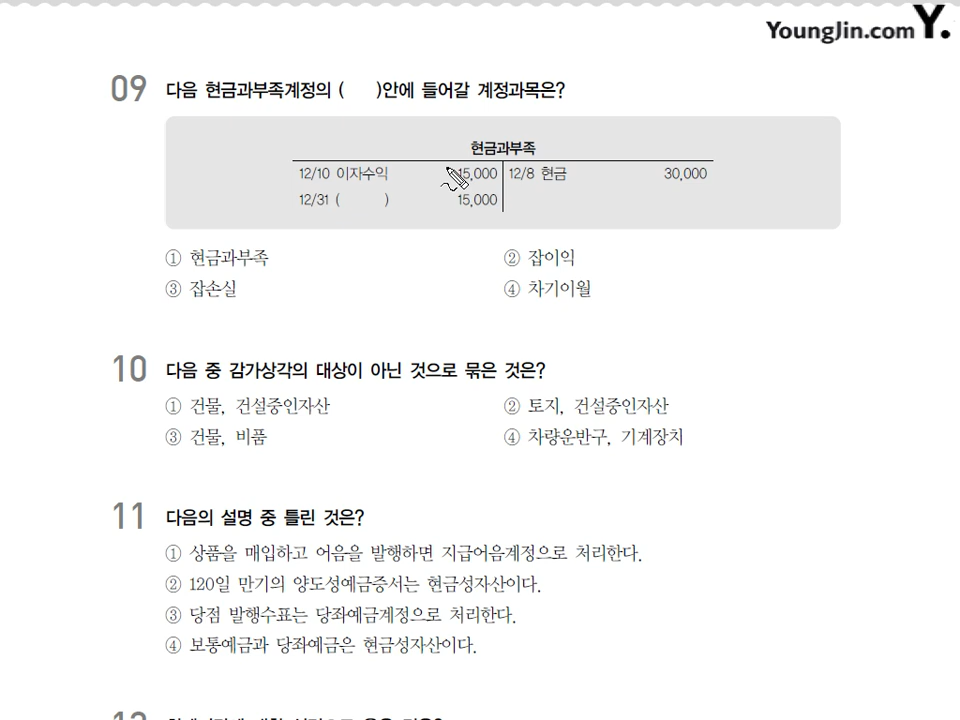 YoungJin.com Y.
09 다음 현금과부족계정의 ( )안에 들어갈 계정과목은?
현금과부족
12/10 이자수익 15,000 12/8 현금 30,000
12/31 ( ) 15,000
① 현금과부족 ② 잡이익
③ 잡손실 ④ 차기이월
10 다음 중 감가상각의 대상이 아닌 것으로 묶은 것은?
① 건물, 건설중인자산 ② 토지, 건설중인자산
③ 건물, 비품 ④ 차량운반구, 기계장치
11 다음의 설명 중 틀린 것은?
① 상품을 매입하고 어음을 발행하면 지급어음계정으로 처리한다.
② 120일 만기의 양도성예금증서는 현금성자산이다.
③ 당점 발행수표는 당좌예금계정으로 처리한다.
④ 보통예금과 당좌예금은 현금성자산이다.